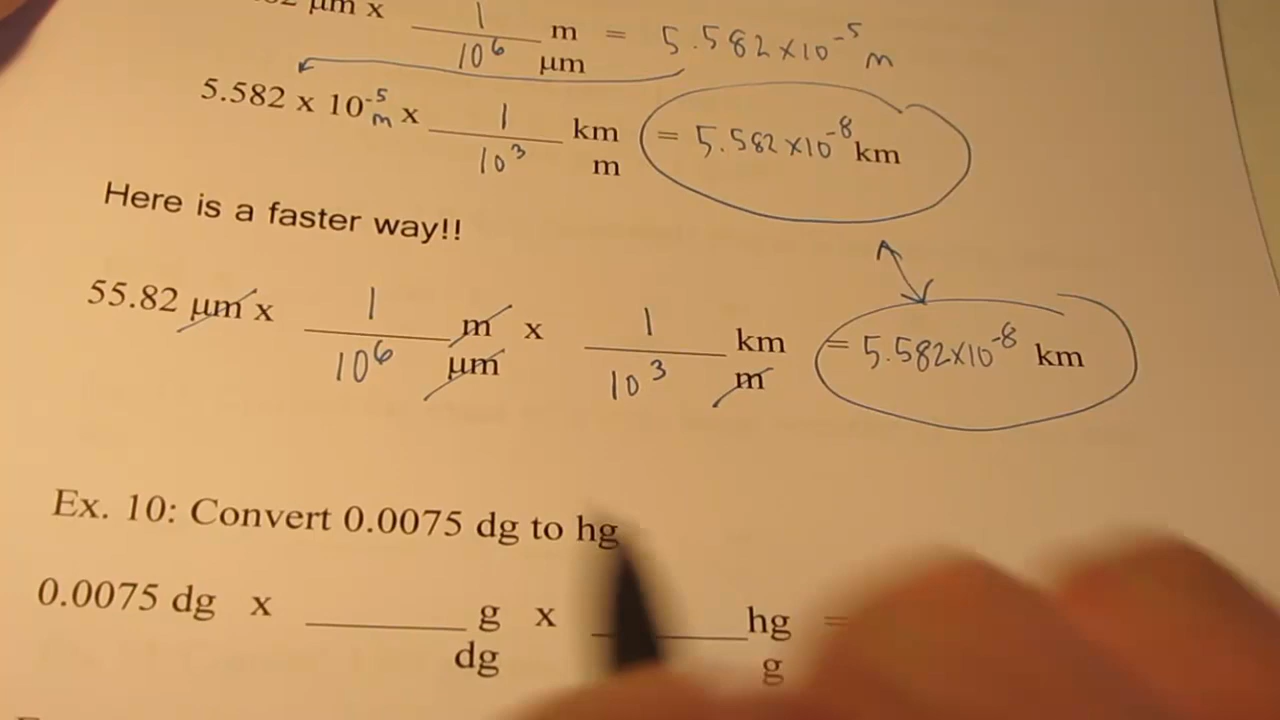 µm x 1 m = 5.582x10⁻⁵ m
10⁶ µm
5.582 x 10⁻⁵ m x 1 km = 5.582x10⁻⁸ km
10³ m
Here is a faster way!!
55.82 µm x 1 m x 1 km = 5.582x10⁻⁸ km
10⁶ µm 10³ m
Ex. 10: Convert 0.0075 dg to hg
0.0075 dg x ______ g x ______ hg =
dg g